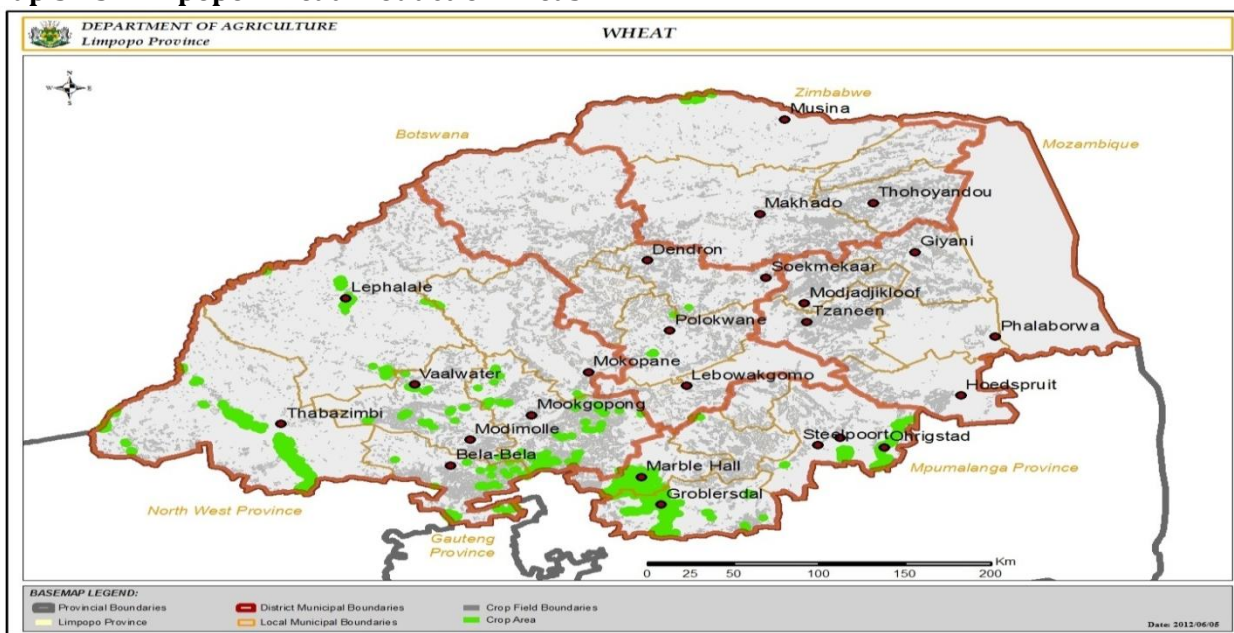 DEPARTMENT OF AGRICULTURE
Limpopo Province
WHEAT
N
W E
S
Zimbabwe
Musina
Botswana
Mozambique
Thohoyandou
Makhado
Giyani
Dendron
Soekmekaar
Lephalale
Modjadjikloof
Tzaneen
Polokwane
Phalaborwa
Mokopane
Vaalwater
Lebowakgomo
Hoedspruit
Thabazimbi
Mookgopong
Modimolle
Steelpoort
Ohrigstad
Bela-Bela
Marble Hall
Mpumalanga Province
Groblersdal
North West Province
Gauteng
Province
Km
0 25 50 100 150 200
BASEMAP LEGEND:
Provincial Boundaries District Municipal Boundaries Crop Field Boundaries
Limpopo Province Local Municipal Boundaries Crop Area
Date: 2012/06/05